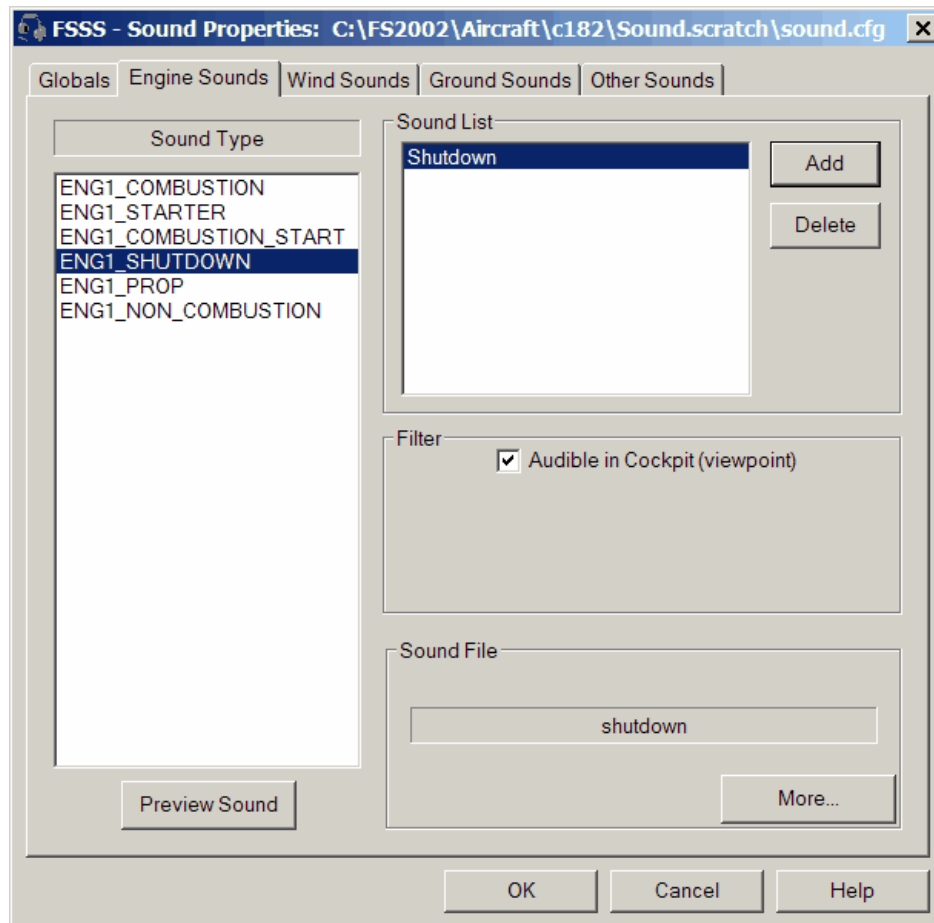 FSSS - Sound Properties: C:\FS2002\Aircraft\c182\Sound.scratch\sound.cfg
Globals
Engine Sounds
Wind Sounds
Ground Sounds
Other Sounds
Sound Type
ENG1_COMBUSTION
ENG1_STARTER
ENG1_COMBUSTION_START
ENG1_SHUTDOWN
ENG1_PROP
ENG1_NON_COMBUSTION
Preview Sound
Sound List
Shutdown
Add
Delete
Filter
Audible in Cockpit (viewpoint)
Sound File
shutdown
More...
OK
Cancel
Help